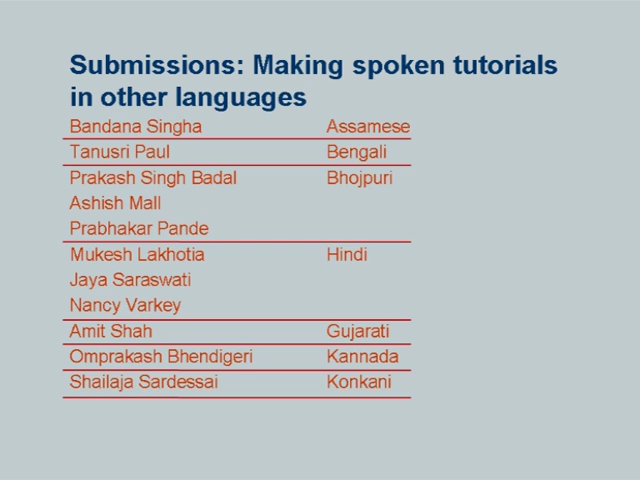 Submissions: Making spoken tutorials
in other languages
Bandana Singha Assamese
Tanusri Paul Bengali
Prakash Singh Badal Bhojpuri
Ashish Mall
Prabhakar Pande
Mukesh Lakhotia Hindi
Jaya Saraswati
Nancy Varkey
Amit Shah Gujarati
Omprakash Bhendigeri Kannada
Shailaja Sardessai Konkani